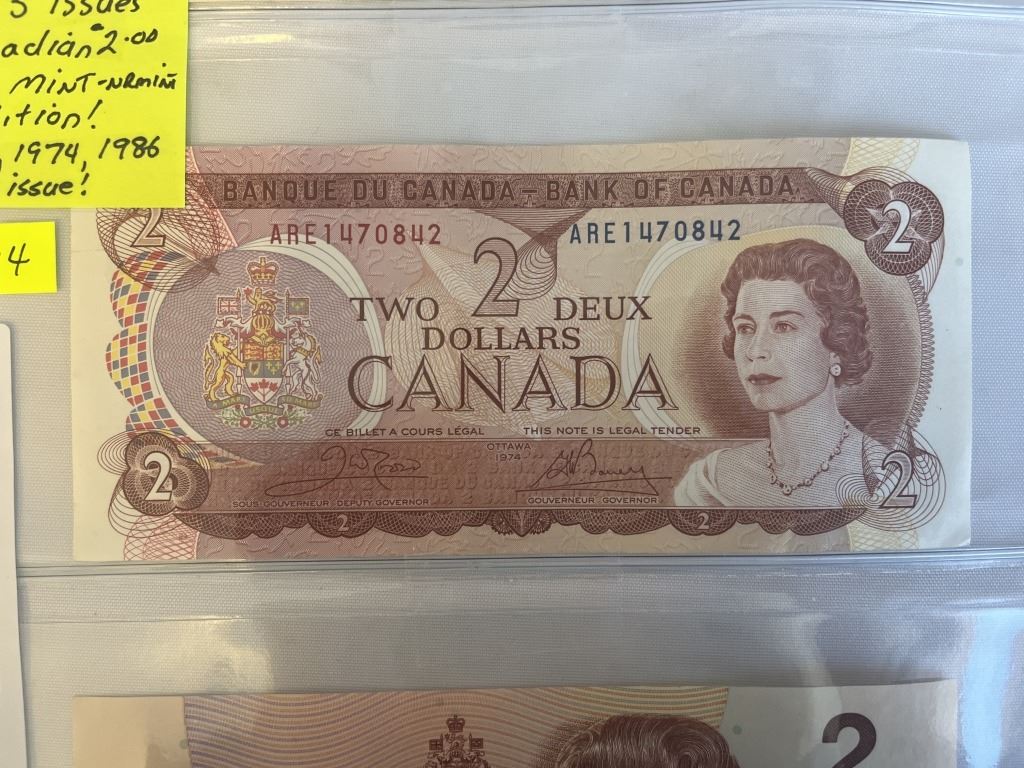 5 issues
adian $2.00
MINT-NRMINT
ition!
, 1974, 1986
issue!
4
BANQUE DU CANADA – BANK OF CANADA
2
2
ARE1470842
ARE1470842
2
TWO DEUX
DOLLARS
CANADA
CE BILLET A COURS LÉGAL
THIS NOTE IS LEGAL TENDER
OTTAWA
1974
2
2
SOUS-GOUVERNEUR-DEPUTY GOVERNOR
GOUVERNEUR-GOVERNOR
2
2
2